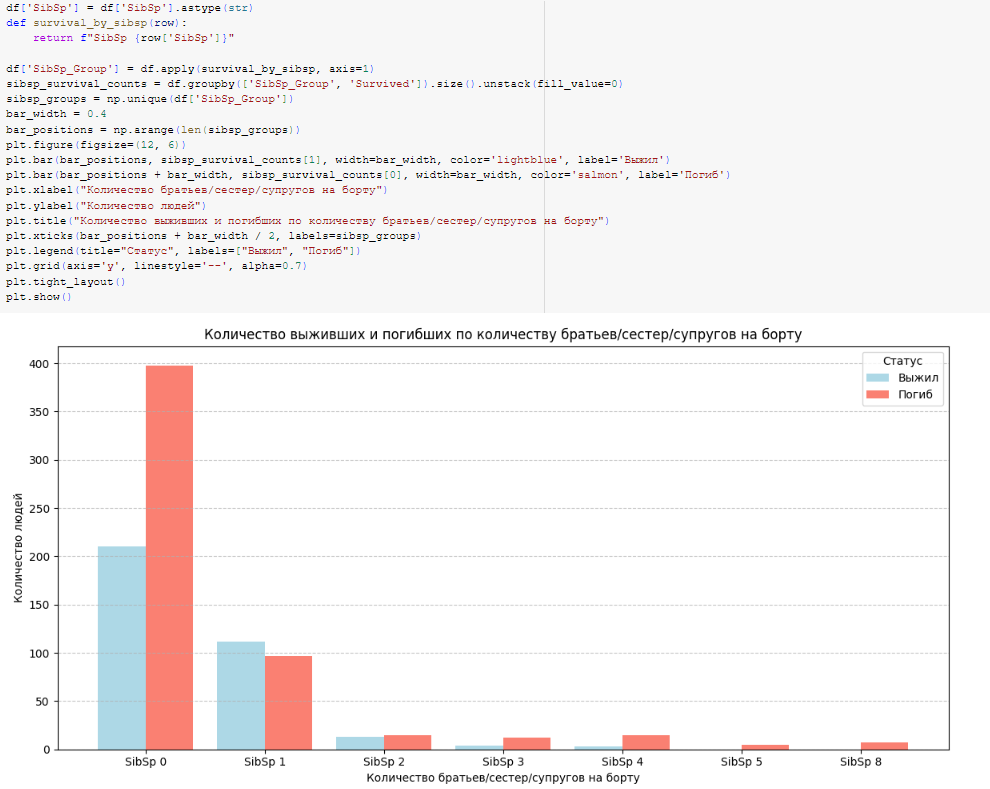 df['SibSp'] = df['SibSp'].astype(str)
def survival_by_sibsp(row):
    return f"SibSp {row['SibSp']}"
df['SibSp_Group'] = df.apply(survival_by_sibsp, axis=1)
sibsp_survival_counts = df.groupby(['SibSp_Group', 'Survived']).size().unstack(fill_value=0)
sibsp_groups = np.unique(df['SibSp_Group'])
bar_width = 0.4
bar_positions = np.arange(len(sibsp_groups))
plt.figure(figsize=(12, 6))
plt.bar(bar_positions, sibsp_survival_counts[1], width=bar_width, color='lightblue', label='Выжил')
plt.bar(bar_positions + bar_width, sibsp_survival_counts[0], width=bar_width, color='salmon', label='Погиб')
plt.xlabel("Количество братьев/сестер/супругов на борту")
plt.ylabel("Количество людей")
plt.title("Количество выживших и погибших по количеству братьев/сестер/супругов на борту")
plt.xticks(bar_positions + bar_width / 2, labels=sibsp_groups)
plt.legend(title="Статус", labels=["Выжил", "Погиб"])
plt.grid(axis='y', linestyle='--', alpha=0.7)
plt.tight_layout()
plt.show()
Количество выживших и погибших по количеству братьев/сестер/супругов на борту
Статус
Выжил
Погиб
Количество людей
400
350
300
250
200
150
100
50
0
SibSp 0 SibSp 1 SibSp 2 SibSp 3 SibSp 4 SibSp 5 SibSp 8
Количество братьев/сестер/супругов на борту